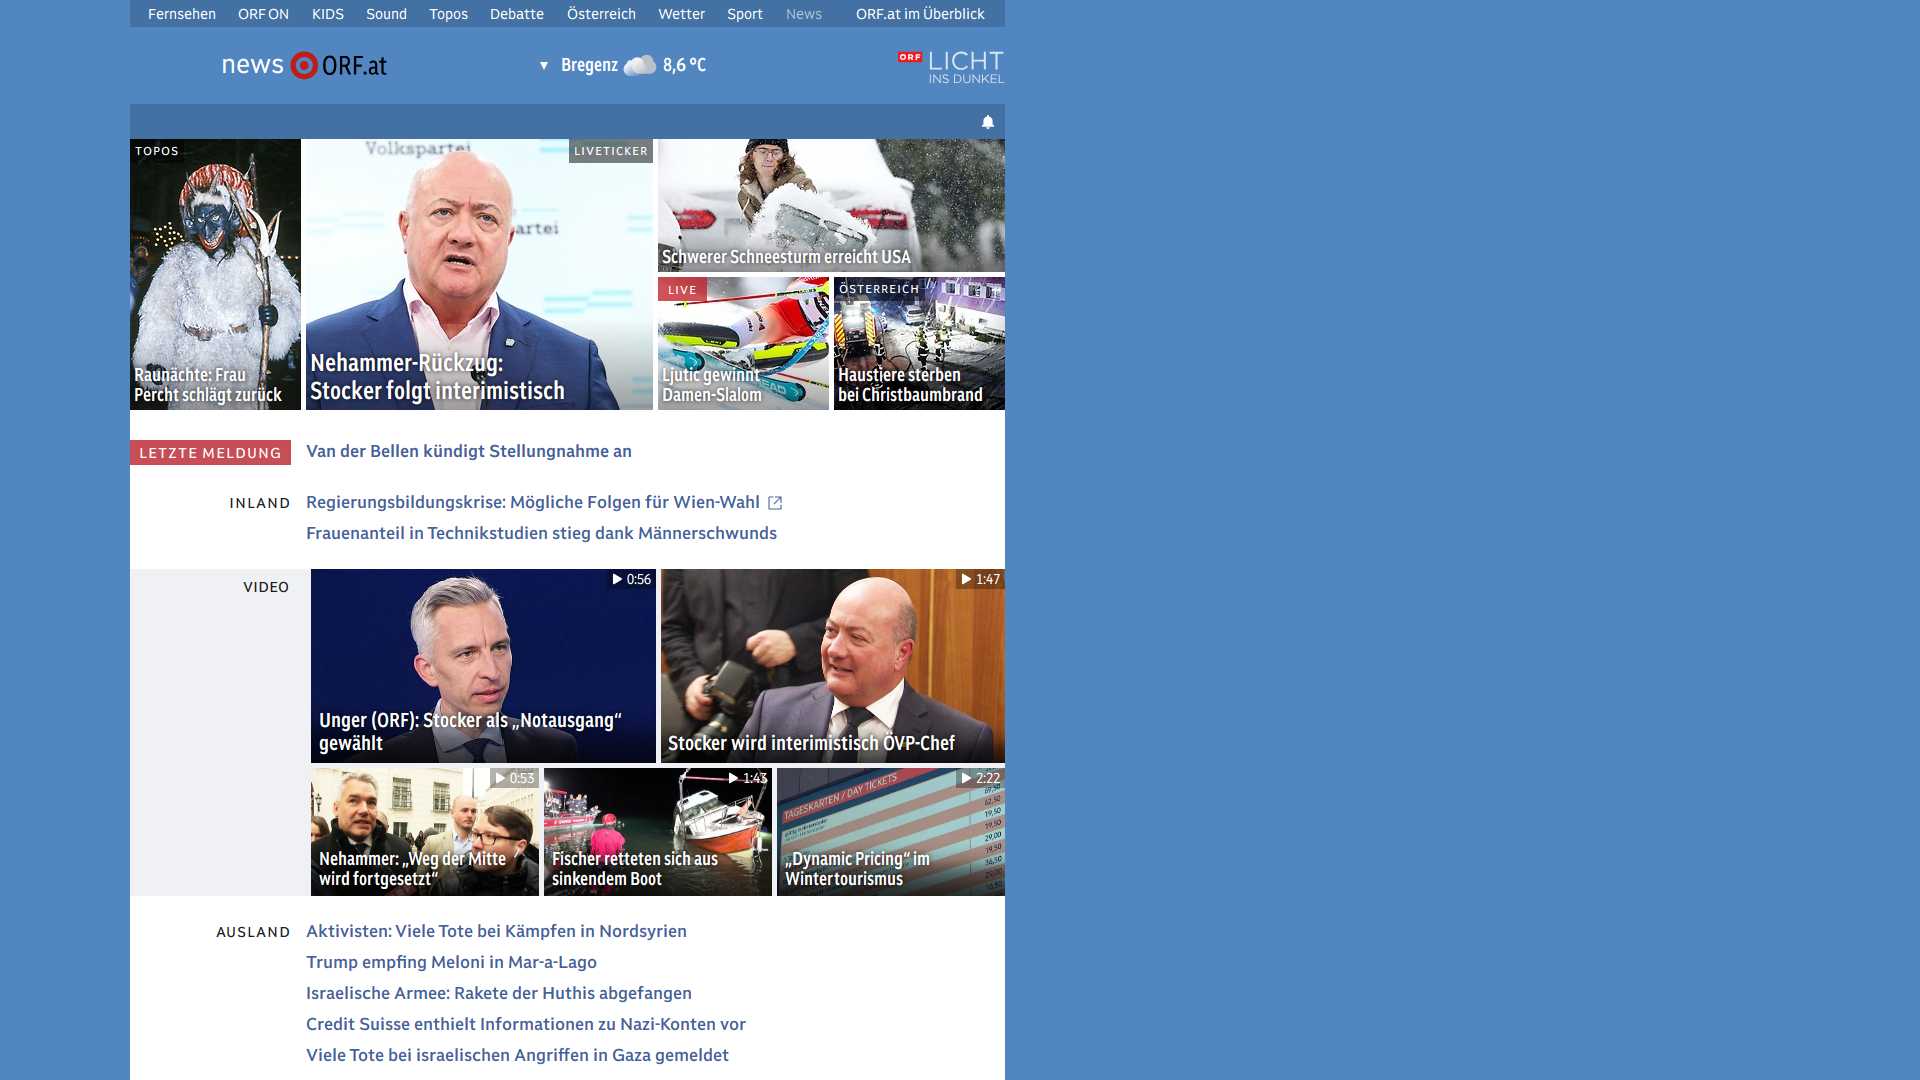 Fernsehen ORF ON KIDS Sound Topos Debatte Österreich Wetter Sport News ORF.at im Überblick
news ORF.at
Bregenz 8,6 °C
ORF LICHT
INS DUNKEL
TOPOS
Raunächte: Frau
Percht schlägt zurück
Volkspartei
LIVETICKER
partei
Nehammer-Rückzug:
Stocker folgt interimistisch
Schwerer Schneesturm erreicht USA
LIVE
Ljutic gewinnt
Damen-Slalom
ÖSTERREICH
Haustiere sterben
bei Christbaumbrand
LETZTE MELDUNG
Van der Bellen kündigt Stellungnahme an
INLAND
Regierungsbildungskrise: Mögliche Folgen für Wien-Wahl
Frauenanteil in Technikstudien stieg dank Männerschwunds
VIDEO
0:56
Unger (ORF): Stocker als „Notausgang“
gewählt
1:47
Stocker wird interimistisch ÖVP-Chef
0:53
Nehammer: „Weg der Mitte
wird fortgesetzt“
1:43
Fischer retteten sich aus
sinkendem Boot
2:22
TAGESKARTEN / DAY TICKETS
„Dynamic Pricing“ im
Wintertourismus
AUSLAND
Aktivisten: Viele Tote bei Kämpfen in Nordsyrien
Trump empfing Meloni in Mar-a-Lago
Israelische Armee: Rakete der Huthis abgefangen
Credit Suisse enthielt Informationen zu Nazi-Konten vor
Viele Tote bei israelischen Angriffen in Gaza gemeldet